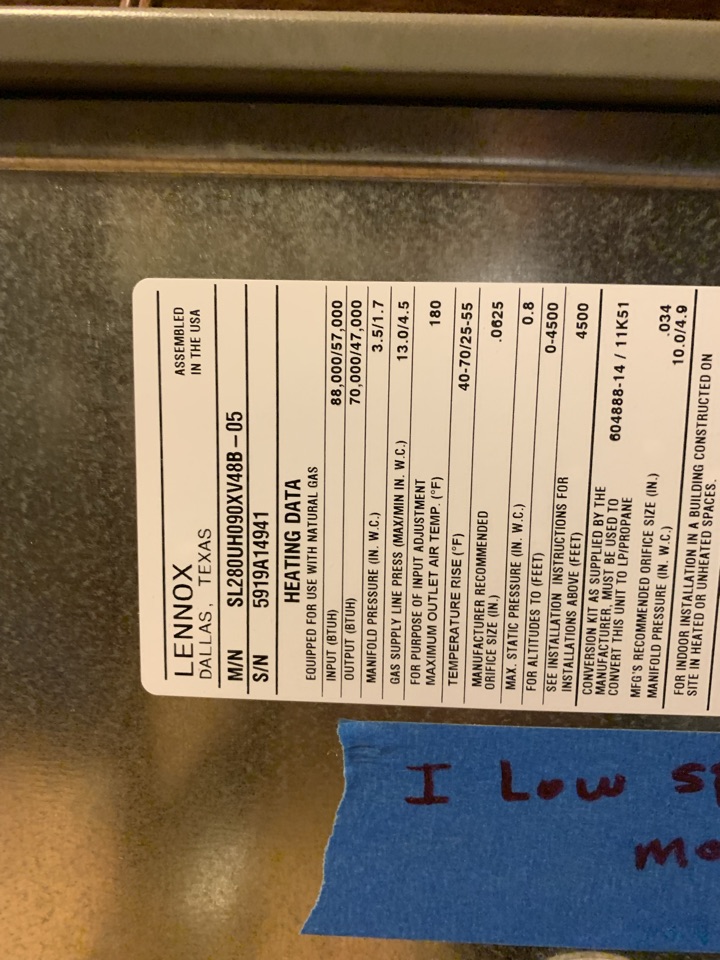 LENNOX
DALLAS, TEXAS
ASSEMBLED
IN THE USA
M/N SL280UH090XV48B – 05
S/N 5919A14941
HEATING DATA
EQUIPPED FOR USE WITH NATURAL GAS
INPUT (BTUH) 88,000/57,000
OUTPUT (BTUH) 70,000/47,000
MANIFOLD PRESSURE (IN. W.C.) 3.5/1.7
GAS SUPPLY LINE PRESS (MAX/MIN IN. W.C.) 13.0/4.5
FOR PURPOSE OF INPUT ADJUSTMENT
MAXIMUM OUTLET AIR TEMP. (°F) 180
TEMPERATURE RISE (°F) 40-70/25-55
MANUFACTURER RECOMMENDED
ORIFICE SIZE (IN.) .0625
MAX. STATIC PRESSURE (IN. W.C.) 0.8
FOR ALTITUDES TO (FEET) 0-4500
SEE INSTALLATION INSTRUCTIONS FOR
INSTALLATIONS ABOVE (FEET) 4500
CONVERSION KIT AS SUPPLIED BY THE
MANUFACTURER, MUST BE USED TO
CONVERT THIS UNIT TO LP/PROPANE 604888-14 / 11K51
MFG'S RECOMMENDED ORIFICE SIZE (IN.) .034
MANIFOLD PRESSURE (IN. W.C.) 10.0/4.9
FOR INDOOR INSTALLATION IN A BUILDING CONSTRUCTED ON
SITE IN HEATED OR UNHEATED SPACES.
I Low